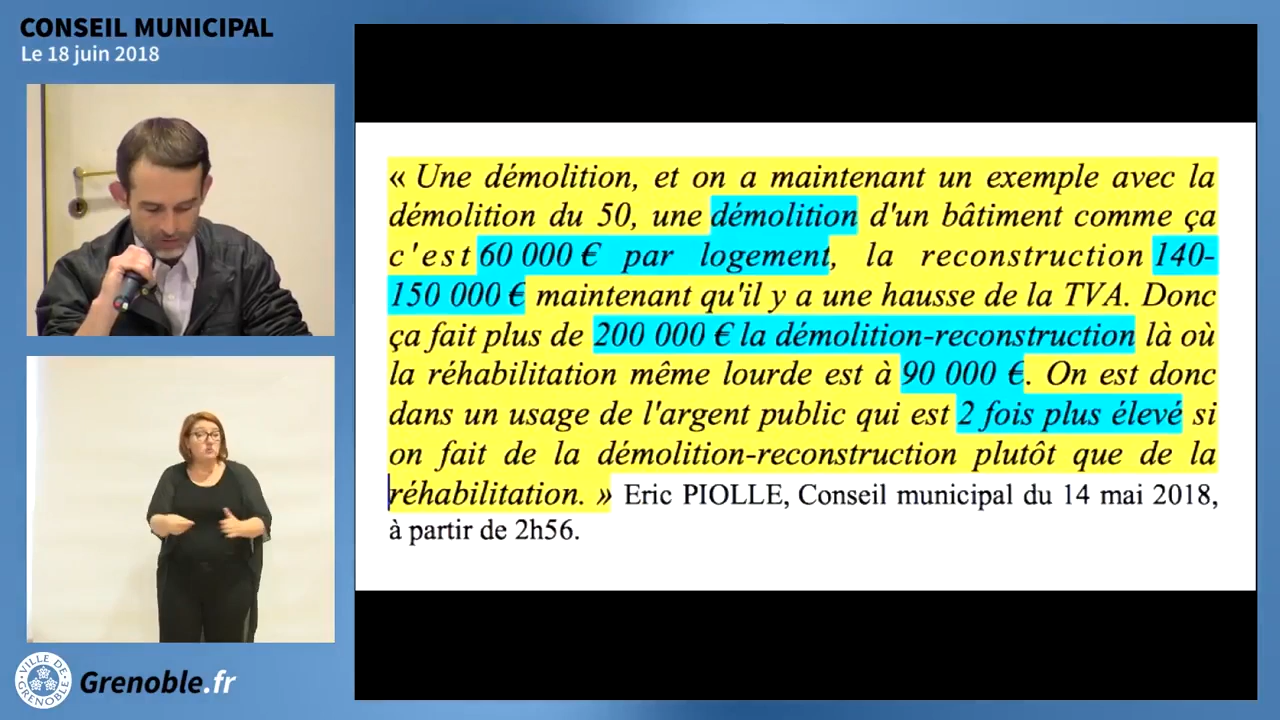 CONSEIL MUNICIPAL
Le 18 juin 2018
« Une démolition, et on a maintenant un exemple avec la
démolition du 50, une démolition d'un bâtiment comme ça
c'est 60 000 € par logement, la reconstruction 140-
150 000 € maintenant qu'il y a une hausse de la TVA. Donc
ça fait plus de 200 000 € la démolition-reconstruction là où
la réhabilitation même lourde est à 90 000 €. On est donc
dans un usage de l'argent public qui est 2 fois plus élevé si
on fait de la démolition-reconstruction plutôt que de la
réhabilitation. » Eric PIOLLE, Conseil municipal du 14 mai 2018,
à partir de 2h56.
VILLE DE
GRENOBLE
Grenoble.fr